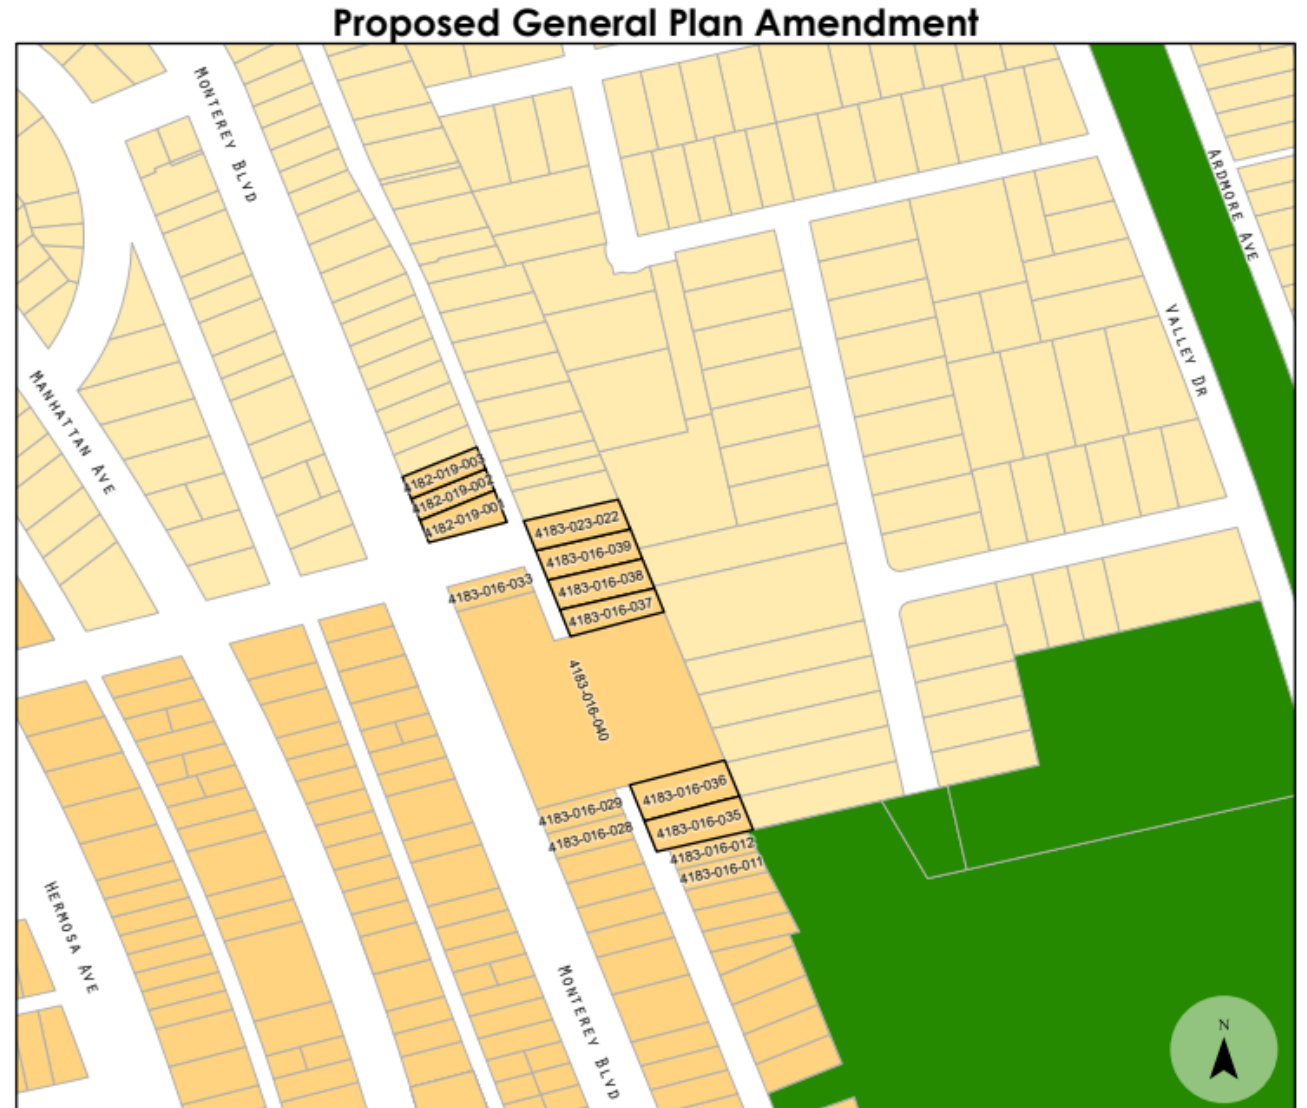 Proposed General Plan Amendment
MONTEREY BLVD
ARDMORE AVE
VALLEY DR
MANHATTAN AVE
4182-019-003
4182-019-002
4182-019-001
4183-023-022
4183-016-039
4183-016-038
4183-016-037
4183-016-033
4183-016-040
4183-016-036
4183-016-035
4183-016-029
4183-016-028
4183-016-012
4183-016-011
HERMOSA AVE
MONTEREY BLVD
N